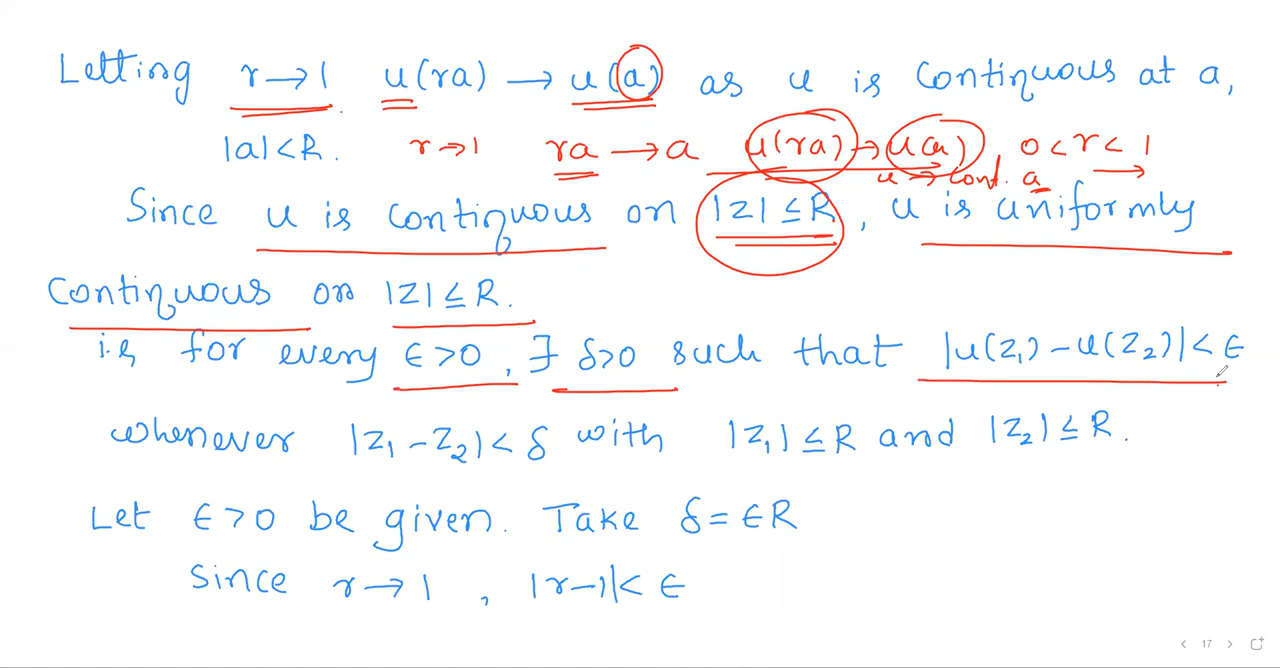 Letting r→1 u(ra) → u(a) as u is continuous at a,
|a|<R. r→1 ra → a u(ra) → u(a), 0<r<1
u → cont. a
Since u is continuous on |z| ≤ R, u is uniformly
continuous on |z| ≤ R.
i.e for every ϵ>0, ∃ δ>0 such that |u(z₁) – u(z₂)| < ϵ
whenever |z₁ – z₂| < δ with |z₁| ≤ R and |z₂| ≤ R.
Let ϵ>0 be given. Take δ = ϵR
Since r→1, |r–1| < ϵ
17